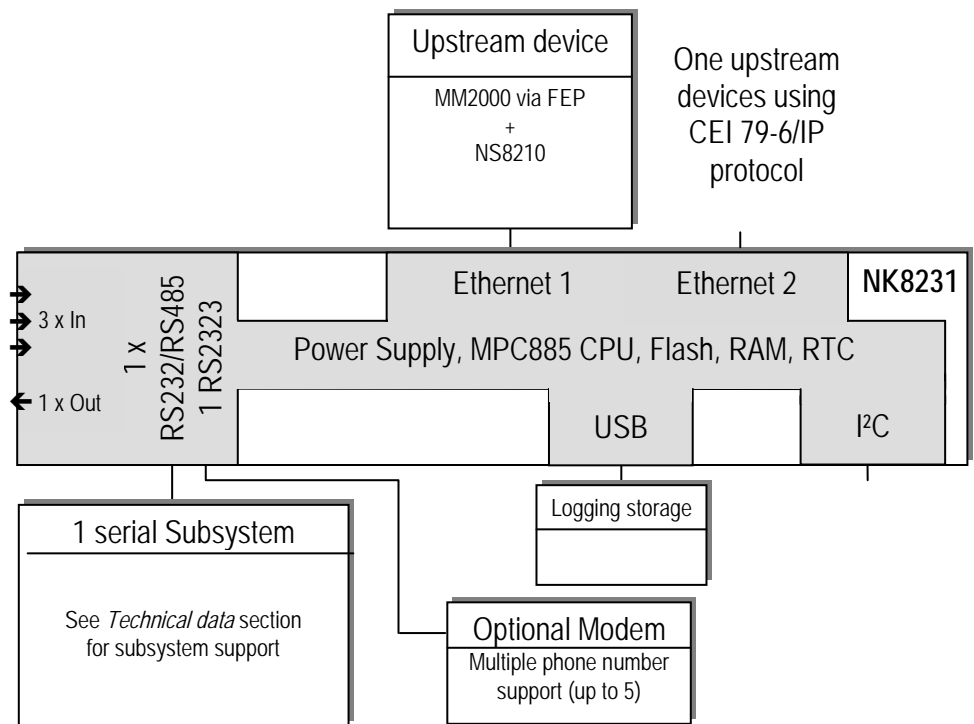 Upstream device
MM2000 via FEP
+
NS8210
One upstream
devices using
CEI 79-6/IP
protocol
Ethernet 1
Ethernet 2
NK8231
3 x In
1 x Out
1 x
RS232/RS485
1 RS2323
Power Supply, MPC885 CPU, Flash, RAM, RTC
USB
I²C
1 serial Subsystem
See Technical data section
for subsystem support
Logging storage
Optional Modem
Multiple phone number
support (up to 5)